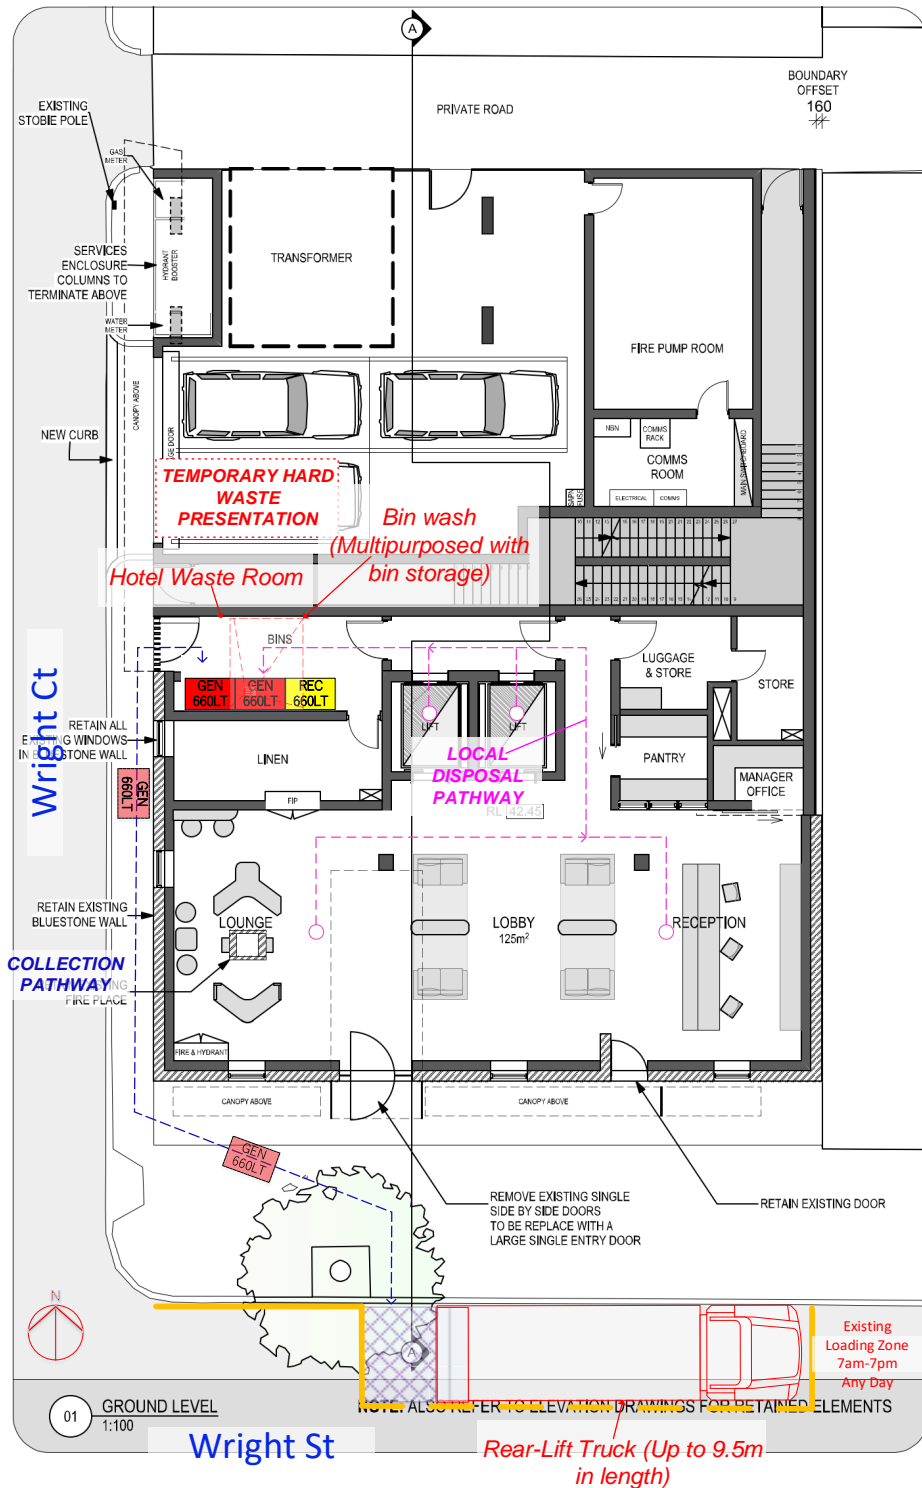 A
PRIVATE ROAD
BOUNDARY
OFFSET
160
EXISTING
STOBIE POLE
GAS
METER
SERVICES
ENCLOSURE
COLUMNS TO
TERMINATE ABOVE
HYDRANT
BOOSTER
WATER
METER
TRANSFORMER
FIRE PUMP ROOM
CANOPY ABOVE
NEW CURB
NBN
COMMS
RACK
COMMS
ROOM
MAIN SWITCHBOARD
ELECTRICAL
COMMS
SAPN
FUSE
TEMPORARY HARD
WASTE
PRESENTATION
Bin wash
(Multipurposed with
bin storage)
Hotel Waste Room
BINS
GEN
660LT
GEN
660LT
REC
660LT
LUGGAGE
& STORE
STORE
Wright Ct
RETAIN ALL
EXISTING WINDOWS
IN BLUESTONE WALL
LINEN
LIFT
LIFT
LOCAL
DISPOSAL
PATHWAY
PANTRY
MANAGER
OFFICE
GEN
660LT
FIP
RL 42.45
RETAIN EXISTING
BLUESTONE WALL
LOUNGE
LOBBY
125m²
RECEPTION
COLLECTION
PATHWAY
FIRE PLACE
FIRE & HYDRANT
CANOPY ABOVE
CANOPY ABOVE
GEN
660LT
REMOVE EXISTING SINGLE
SIDE BY SIDE DOORS
TO BE REPLACE WITH A
LARGE SINGLE ENTRY DOOR
RETAIN EXISTING DOOR
N
A
Existing
Loading Zone
7am-7pm
Any Day
01
GROUND LEVEL
1:100
NOTE: ALSO REFER TO ELEVATION DRAWINGS FOR RETAINED ELEMENTS
Wright St
Rear-Lift Truck (Up to 9.5m
in length)